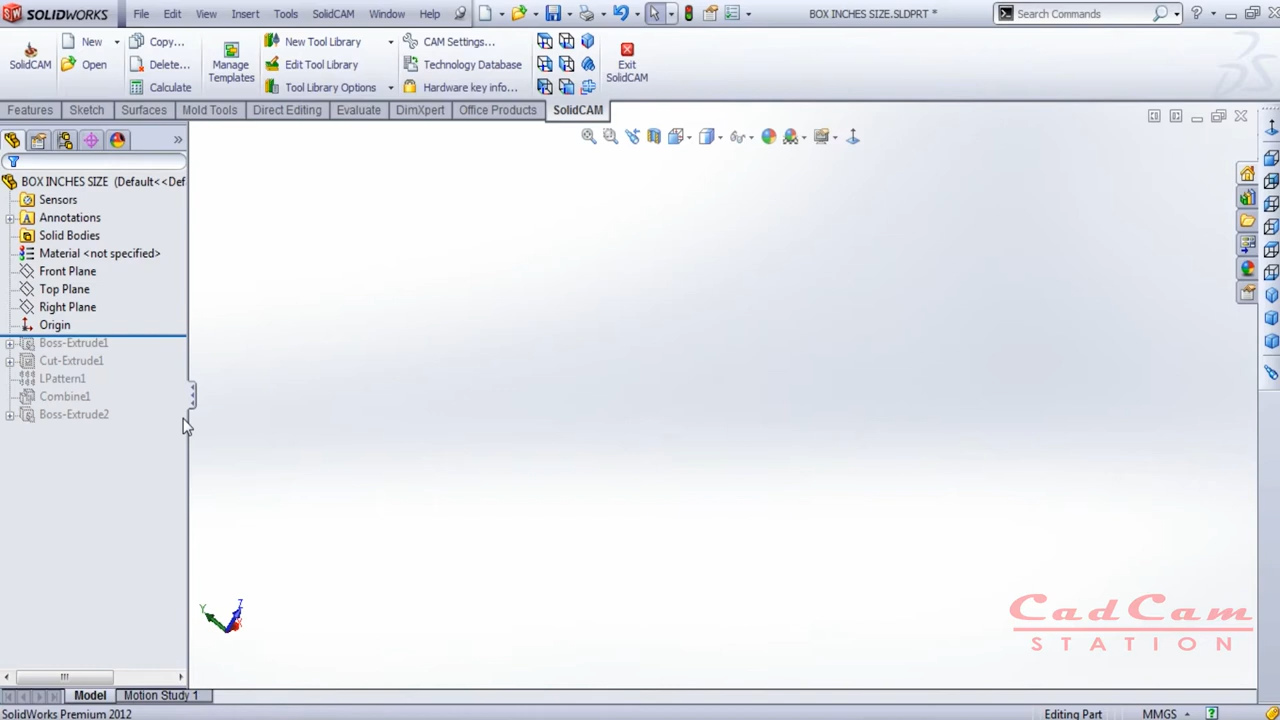 SOLIDWORKS File Edit View Insert Tools SolidCAM Window Help BOX INCHES SIZE.SLDPRT * Search Commands
New Copy... New Tool Library CAM Settings...
SolidCAM Open Delete... Manage Templates Edit Tool Library Technology Database Exit SolidCAM
Calculate Tool Library Options Hardware key info...
Features Sketch Surfaces Mold Tools Direct Editing Evaluate DimXpert Office Products SolidCAM
BOX INCHES SIZE (Default<<Def
Sensors
Annotations
Solid Bodies
Material <not specified>
Front Plane
Top Plane
Right Plane
Origin
Boss-Extrude1
Cut-Extrude1
LPattern1
Combine1
Boss-Extrude2
Y Z
CadCam
STATION
Model Motion Study 1
SolidWorks Premium 2012 Editing Part MMGS